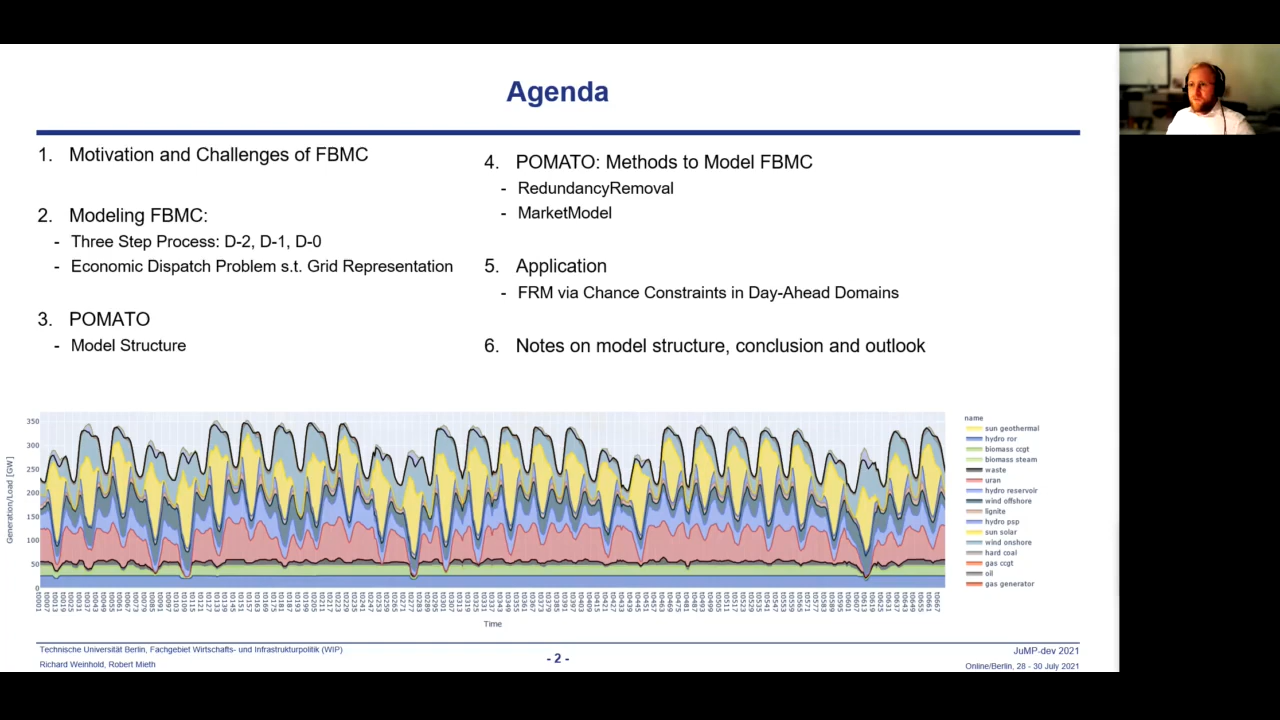 Agenda
1. Motivation and Challenges of FBMC
2. Modeling FBMC:
- Three Step Process: D-2, D-1, D-0
- Economic Dispatch Problem s.t. Grid Representation
3. POMATO
- Model Structure
4. POMATO: Methods to Model FBMC
- RedundancyRemoval
- MarketModel
5. Application
- FRM via Chance Constraints in Day-Ahead Domains
6. Notes on model structure, conclusion and outlook
Generation/Load [GW]
350
300
250
200
150
100
50
0
Time
name
sun geothermal
hydro ror
biomass ccgt
biomass steam
waste
uran
hydro reservoir
wind offshore
lignite
hydro psp
sun solar
wind onshore
hard coal
gas ccgt
oil
gas generator
Technische Universität Berlin, Fachgebiet Wirtschafts- und Infrastrukturpolitik (WIP)
Richard Weinhold, Robert Mieth
- 2 -
JuMP-dev 2021
Online/Berlin, 28 - 30 July 2021